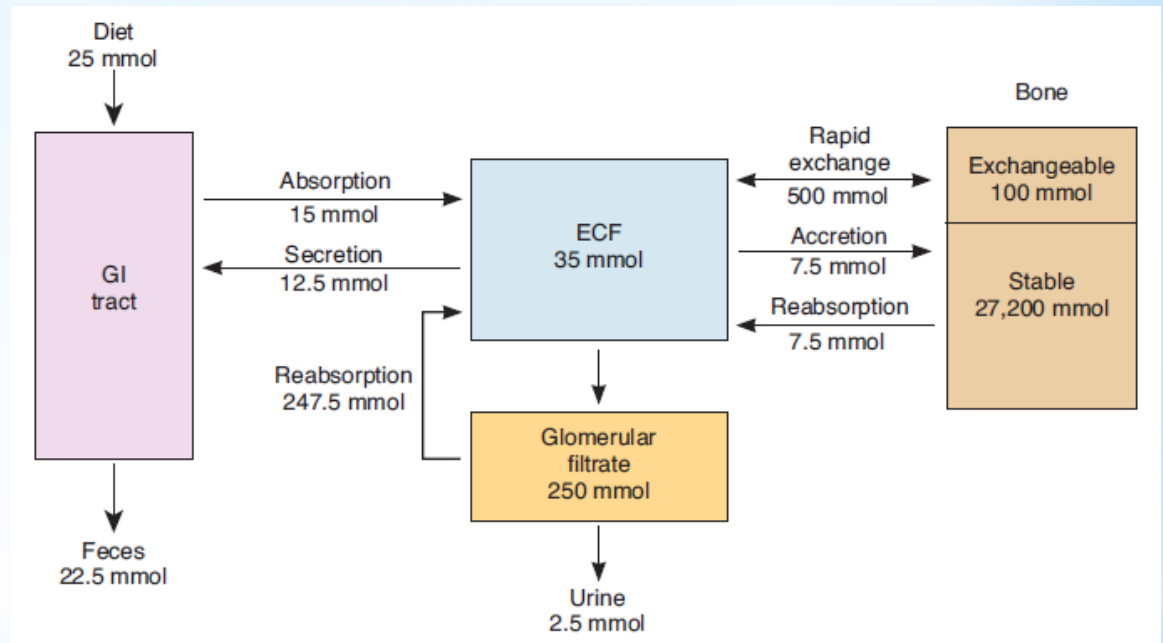 Diet
25 mmol
GI
tract
Feces
22.5 mmol
Absorption
15 mmol
Secretion
12.5 mmol
Reabsorption
247.5 mmol
ECF
35 mmol
Glomerular
filtrate
250 mmol
Urine
2.5 mmol
Rapid
exchange
500 mmol
Accretion
7.5 mmol
Reabsorption
7.5 mmol
Bone
Exchangeable
100 mmol
Stable
27,200 mmol